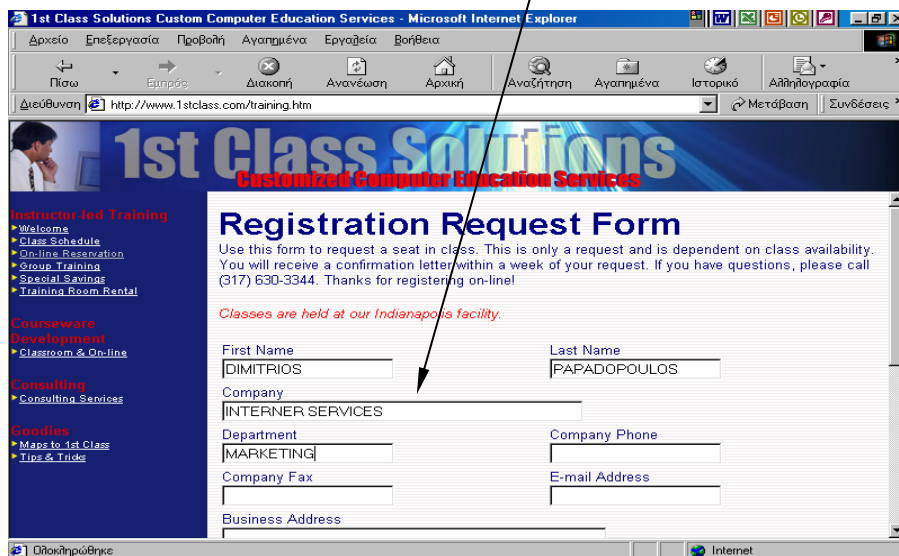 1st Class Solutions Custom Computer Education Services - Microsoft Internet Explorer
Αρχείο Επεξεργασία Προβολή Αγαπημένα Εργαλεία Βοήθεια
Πίσω Εμπρός Διακοπή Ανανέωση Αρχική Αναζήτηση Αγαπημένα Ιστορικό Αλληλογραφία
Διεύθυνση http://www.1stclass.com/training.htm Μετάβαση Συνδέσεις
1st Class Solutions
Customized Computer Education Services
Instructor-led Training
Welcome
Class Schedule
On-line Reservation
Group Training
Special Savings
Training Room Rental
Courseware
Development
Classroom & On-line
Consulting
Consulting Services
Goodies
Maps to 1st Class
Tips & Tricks
Registration Request Form
Use this form to request a seat in class. This is only a request and is dependent on class availability.
You will receive a confirmation letter within a week of your request. If you have questions, please call
(317) 630-3344. Thanks for registering on-line!
Classes are held at our Indianapolis facility.
First Name Last Name
DIMITRIOS PAPADOPOULOS
Company
INTERNER SERVICES
Department Company Phone
MARKETING
Company Fax E-mail Address
Business Address
Ολοκληρώθηκε Internet